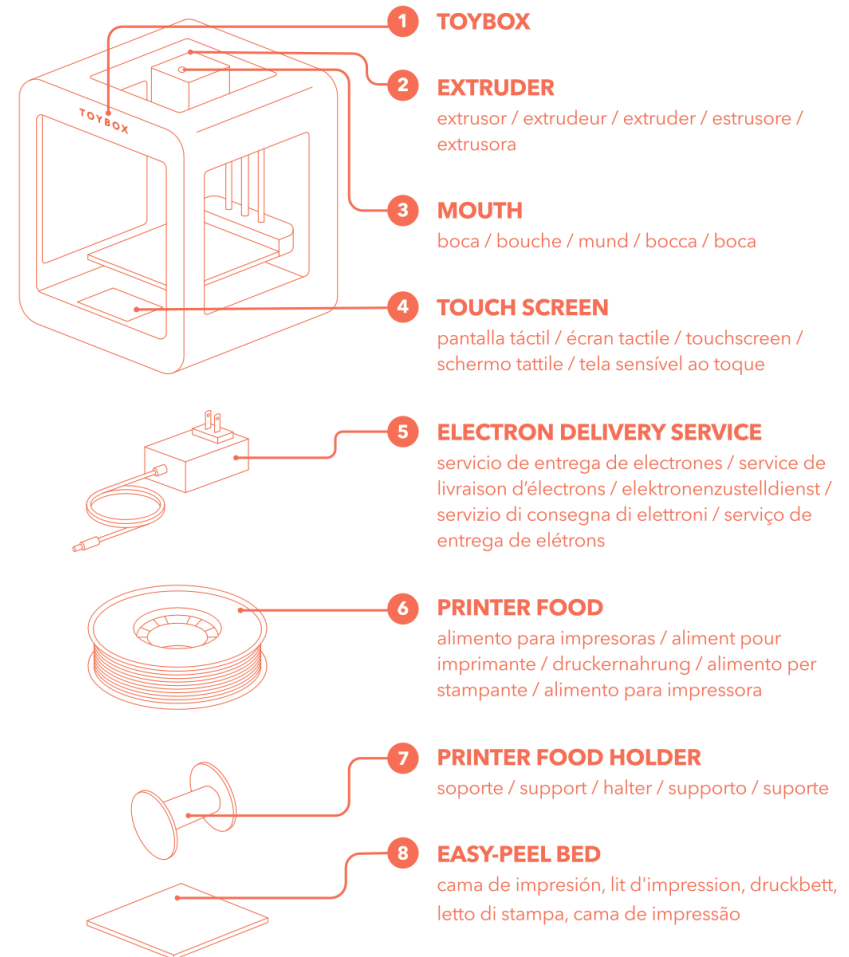 1 TOYBOX
TOYBOX
2 EXTRUDER
extrusor / extrudeur / extruder / estrusore /
extrusora
3 MOUTH
boca / bouche / mund / bocca / boca
4 TOUCH SCREEN
pantalla táctil / écran tactile / touchscreen /
schermo tattile / tela sensível ao toque
5 ELECTRON DELIVERY SERVICE
servicio de entrega de electrones / service de
livraison d’électrons / elektronenzustelldienst /
servizio di consegna di elettroni / serviço de
entrega de elétrons
6 PRINTER FOOD
alimento para impresoras / aliment pour
imprimante / druckernahrung / alimento per
stampante / alimento para impressora
7 PRINTER FOOD HOLDER
soporte / support / halter / supporto / suporte
8 EASY-PEEL BED
cama de impresión, lit d'impression, druckbett,
letto di stampa, cama de impressão